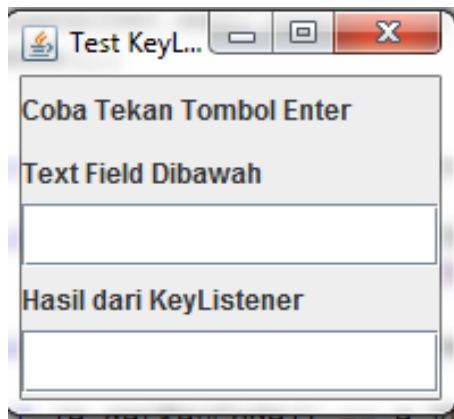 Test KeyL...
Coba Tekan Tombol Enter
Text Field Dibawah
Hasil dari KeyListener